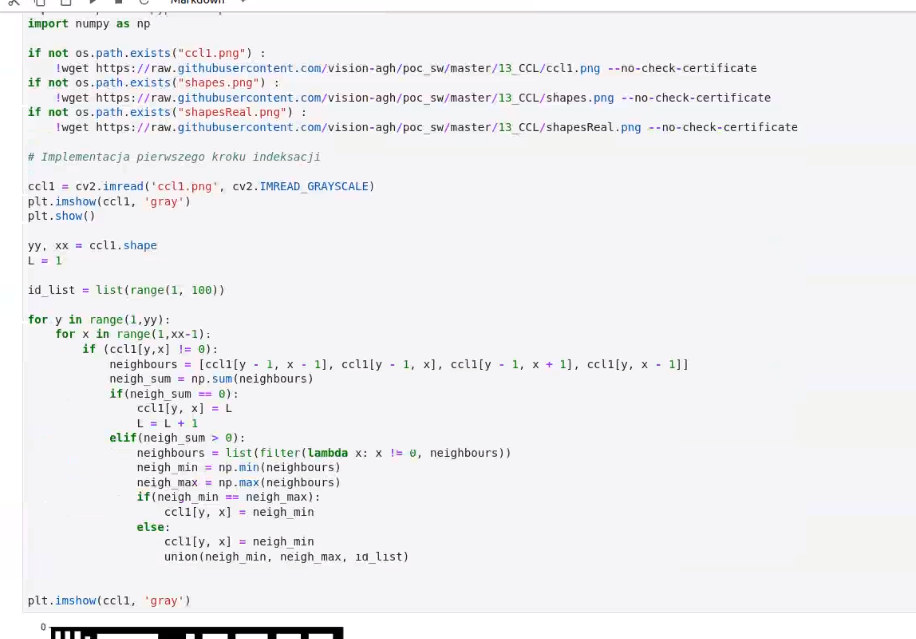 Markdown
import numpy as np
if not os.path.exists("ccl1.png") :
    !wget https://raw.githubusercontent.com/vision-agh/poc_sw/master/13_CCL/ccl1.png --no-check-certificate
if not os.path.exists("shapes.png") :
    !wget https://raw.githubusercontent.com/vision-agh/poc_sw/master/13_CCL/shapes.png --no-check-certificate
if not os.path.exists("shapesReal.png") :
    !wget https://raw.githubusercontent.com/vision-agh/poc_sw/master/13_CCL/shapesReal.png --no-check-certificate
# Implementacja pierwszego kroku indeksacji
ccl1 = cv2.imread('ccl1.png', cv2.IMREAD_GRAYSCALE)
plt.imshow(ccl1, 'gray')
plt.show()
yy, xx = ccl1.shape
L = 1
id_list = list(range(1, 100))
for y in range(1,yy):
    for x in range(1,xx-1):
        if (ccl1[y,x] != 0):
            neighbours = [ccl1[y - 1, x - 1], ccl1[y - 1, x], ccl1[y - 1, x + 1], ccl1[y, x - 1]]
            neigh_sum = np.sum(neighbours)
            if(neigh_sum == 0):
                ccl1[y, x] = L
                L = L + 1
            elif(neigh_sum > 0):
                neighbours = list(filter(lambda x: x != 0, neighbours))
                neigh_min = np.min(neighbours)
                neigh_max = np.max(neighbours)
                if(neigh_min == neigh_max):
                    ccl1[y, x] = neigh_min
                else:
                    ccl1[y, x] = neigh_min
                    union(neigh_min, neigh_max, id_list)
plt.imshow(ccl1, 'gray')
0